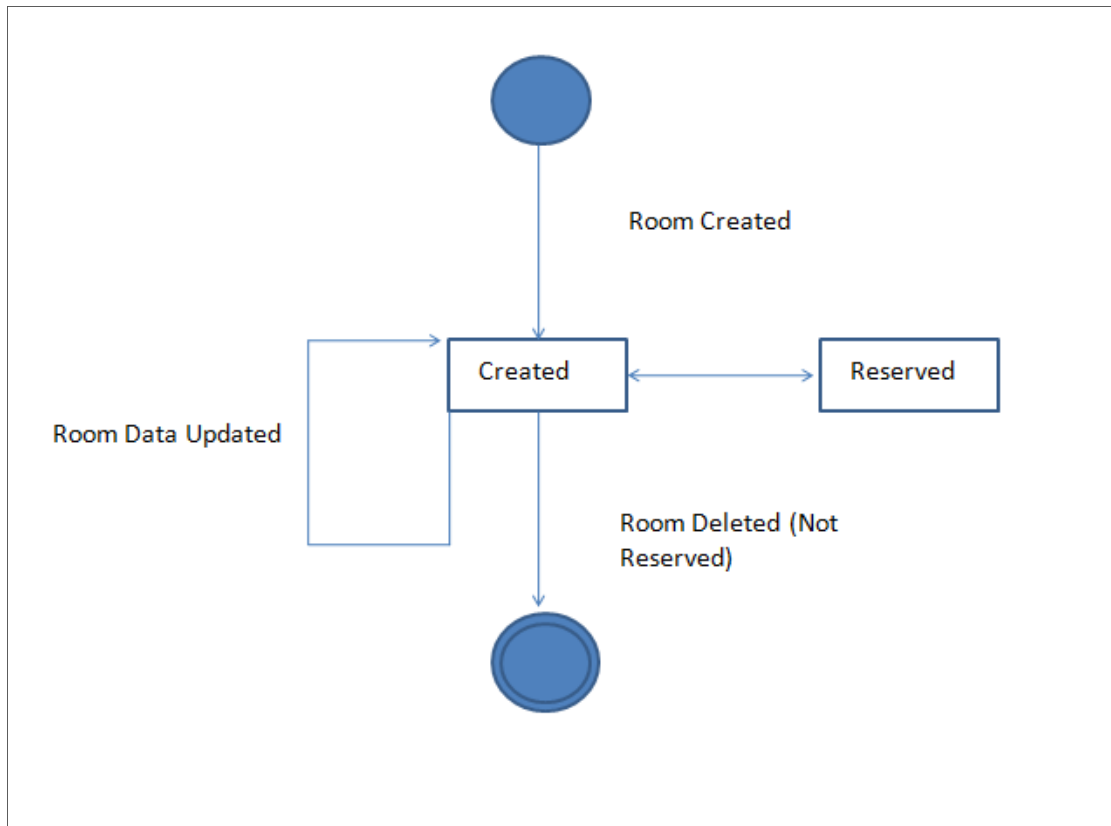 Room Created
Created
Reserved
Room Data Updated
Room Deleted (Not
Reserved)